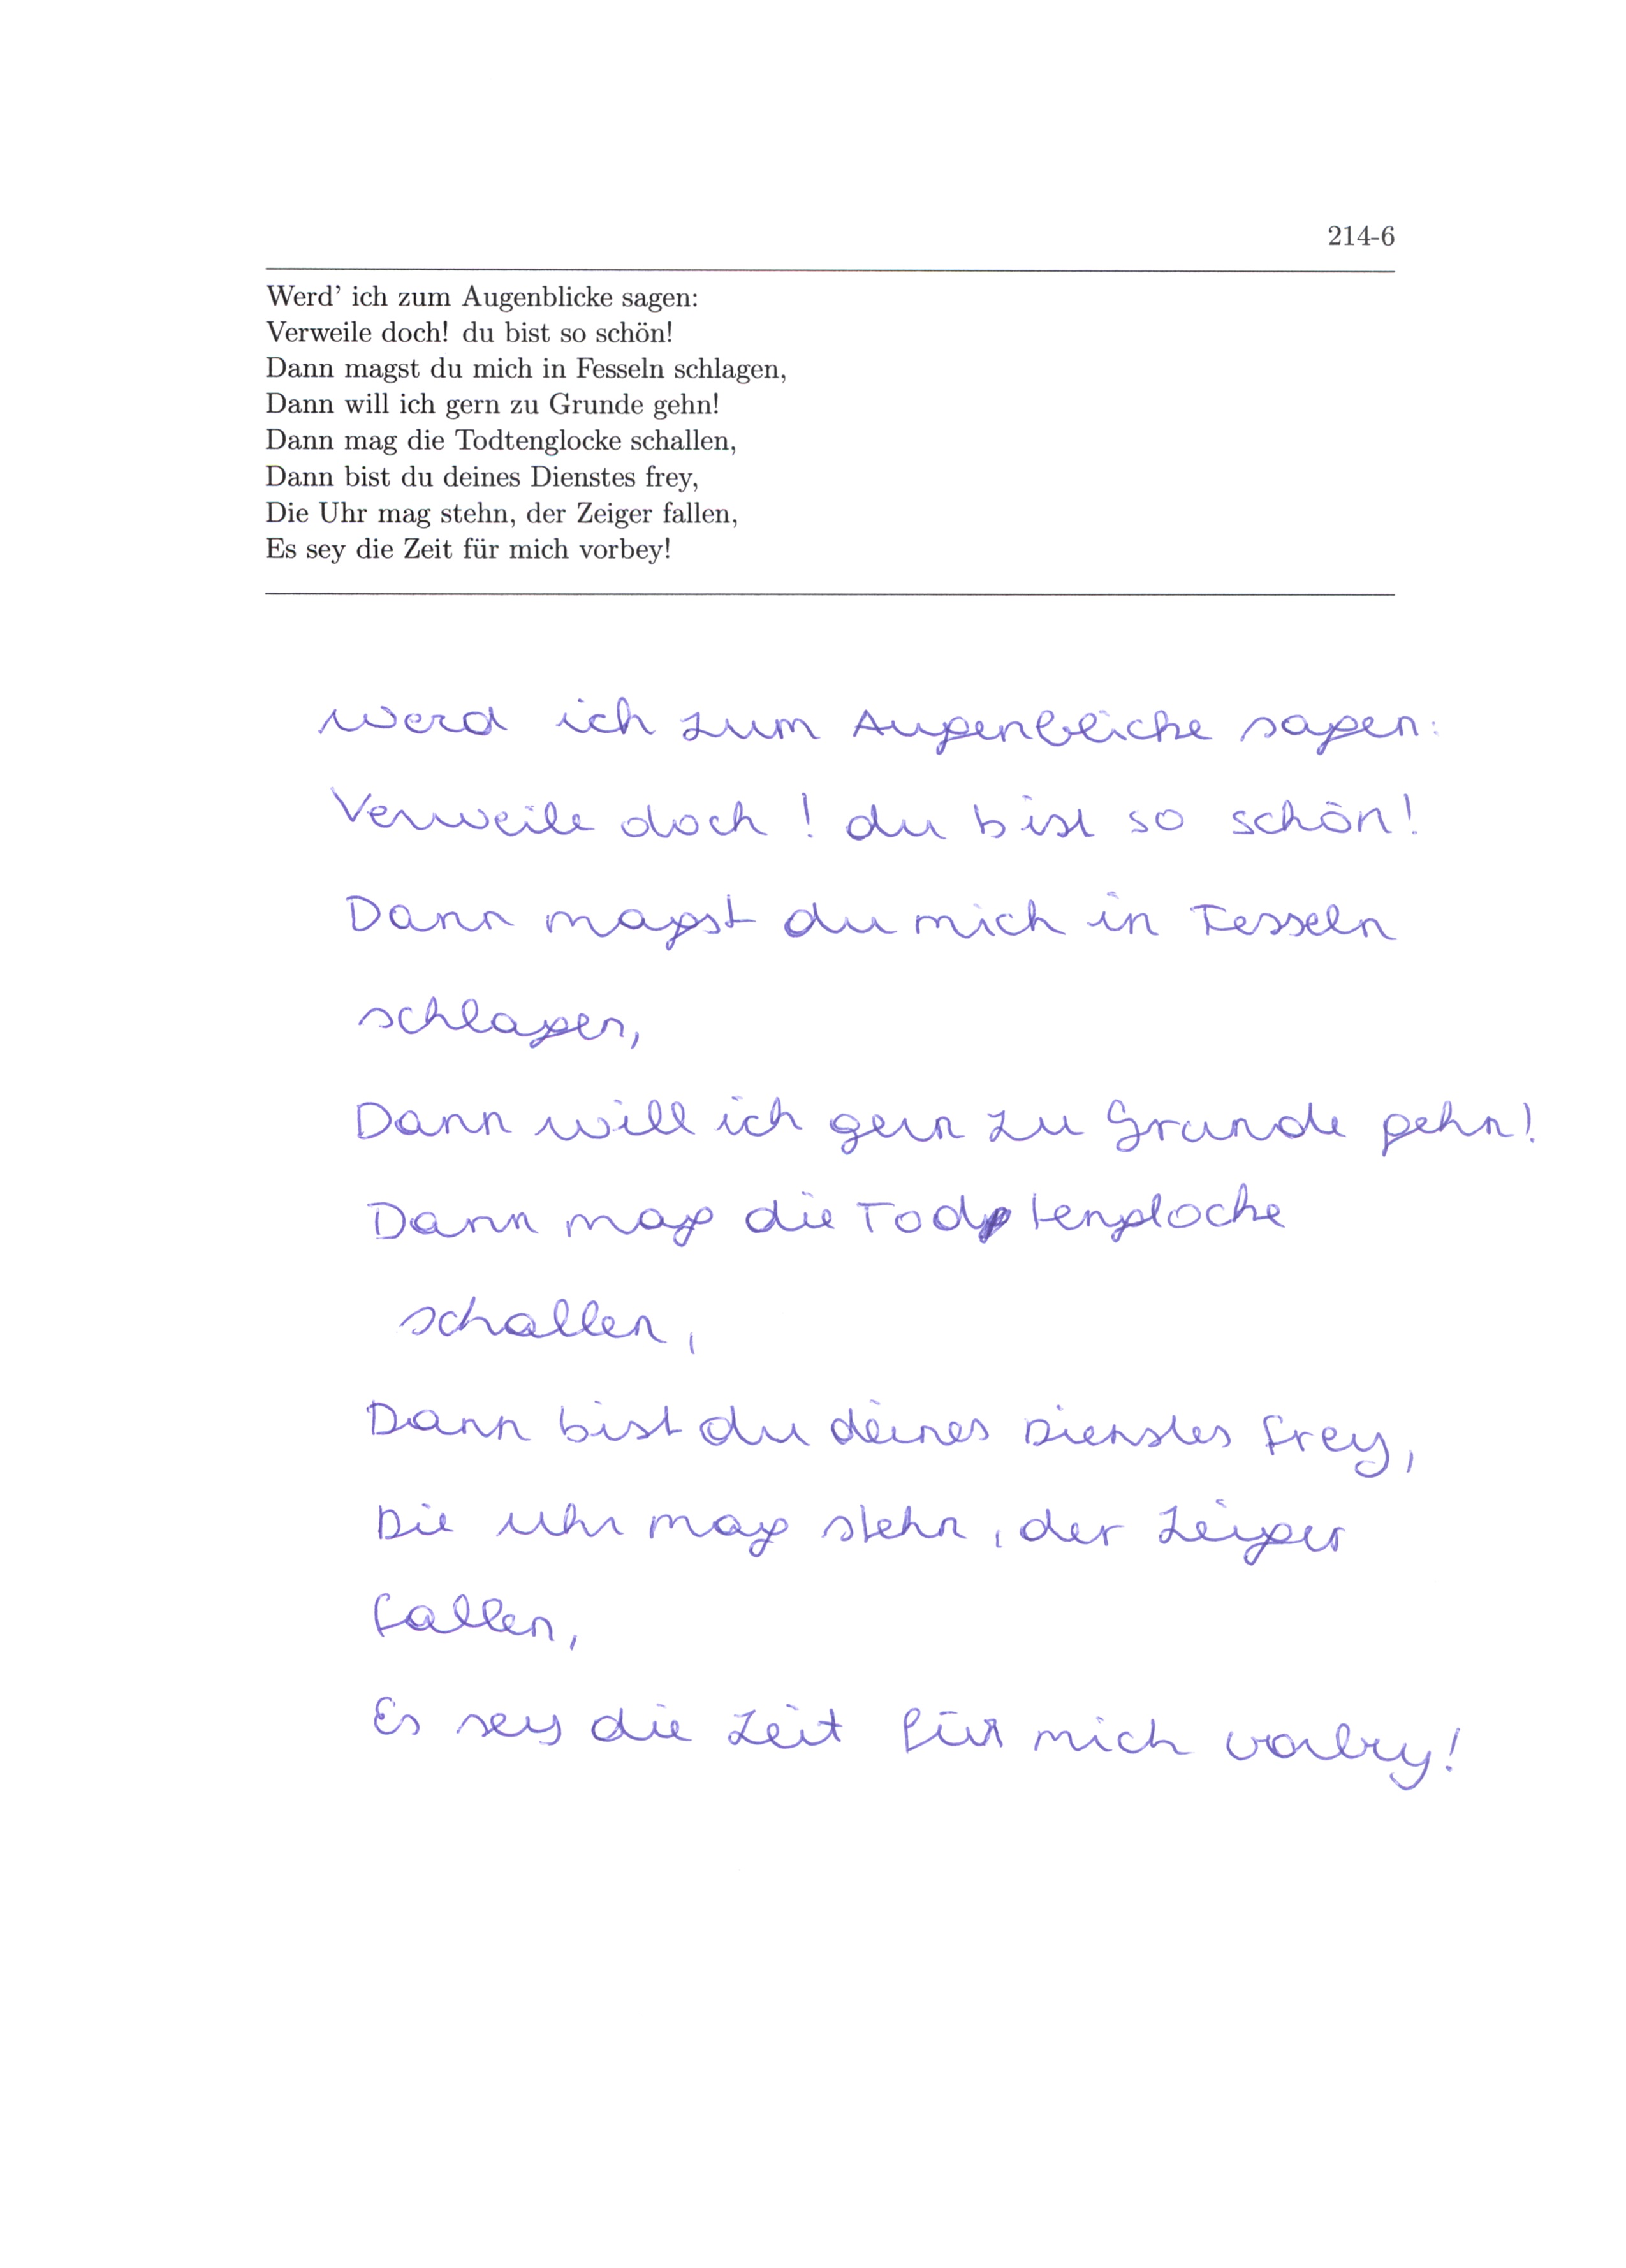 214-6
Werd' ich zum Augenblicke sagen:
Verweile doch! du bist so schön!
Dann magst du mich in Fesseln schlagen,
Dann will ich gern zu Grunde gehn!
Dann mag die Todtenglocke schallen,
Dann bist du deines Dienstes frey,
Die Uhr mag stehn, der Zeiger fallen,
Es sey die Zeit für mich vorbey!
Werd ich zum Augenblicke sagen:
Verweile doch! du bist so schön!
Dann magst du mich in Fesseln
schlagen,
Dann will ich gern zu Grunde gehn!
Dann mag die Todtenglocke
schallen,
Dann bist du deines Dienstes frey,
Die Uhr mag stehn, der Zeiger
fallen,
Es sey die Zeit für mich vorbey!